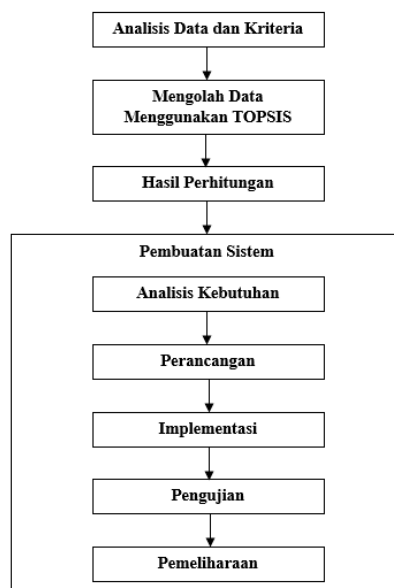 Analisis Data dan Kriteria
Mengolah Data
Menggunakan TOPSIS
Hasil Perhitungan
Pembuatan Sistem
Analisis Kebutuhan
Perancangan
Implementasi
Pengujian
Pemeliharaan